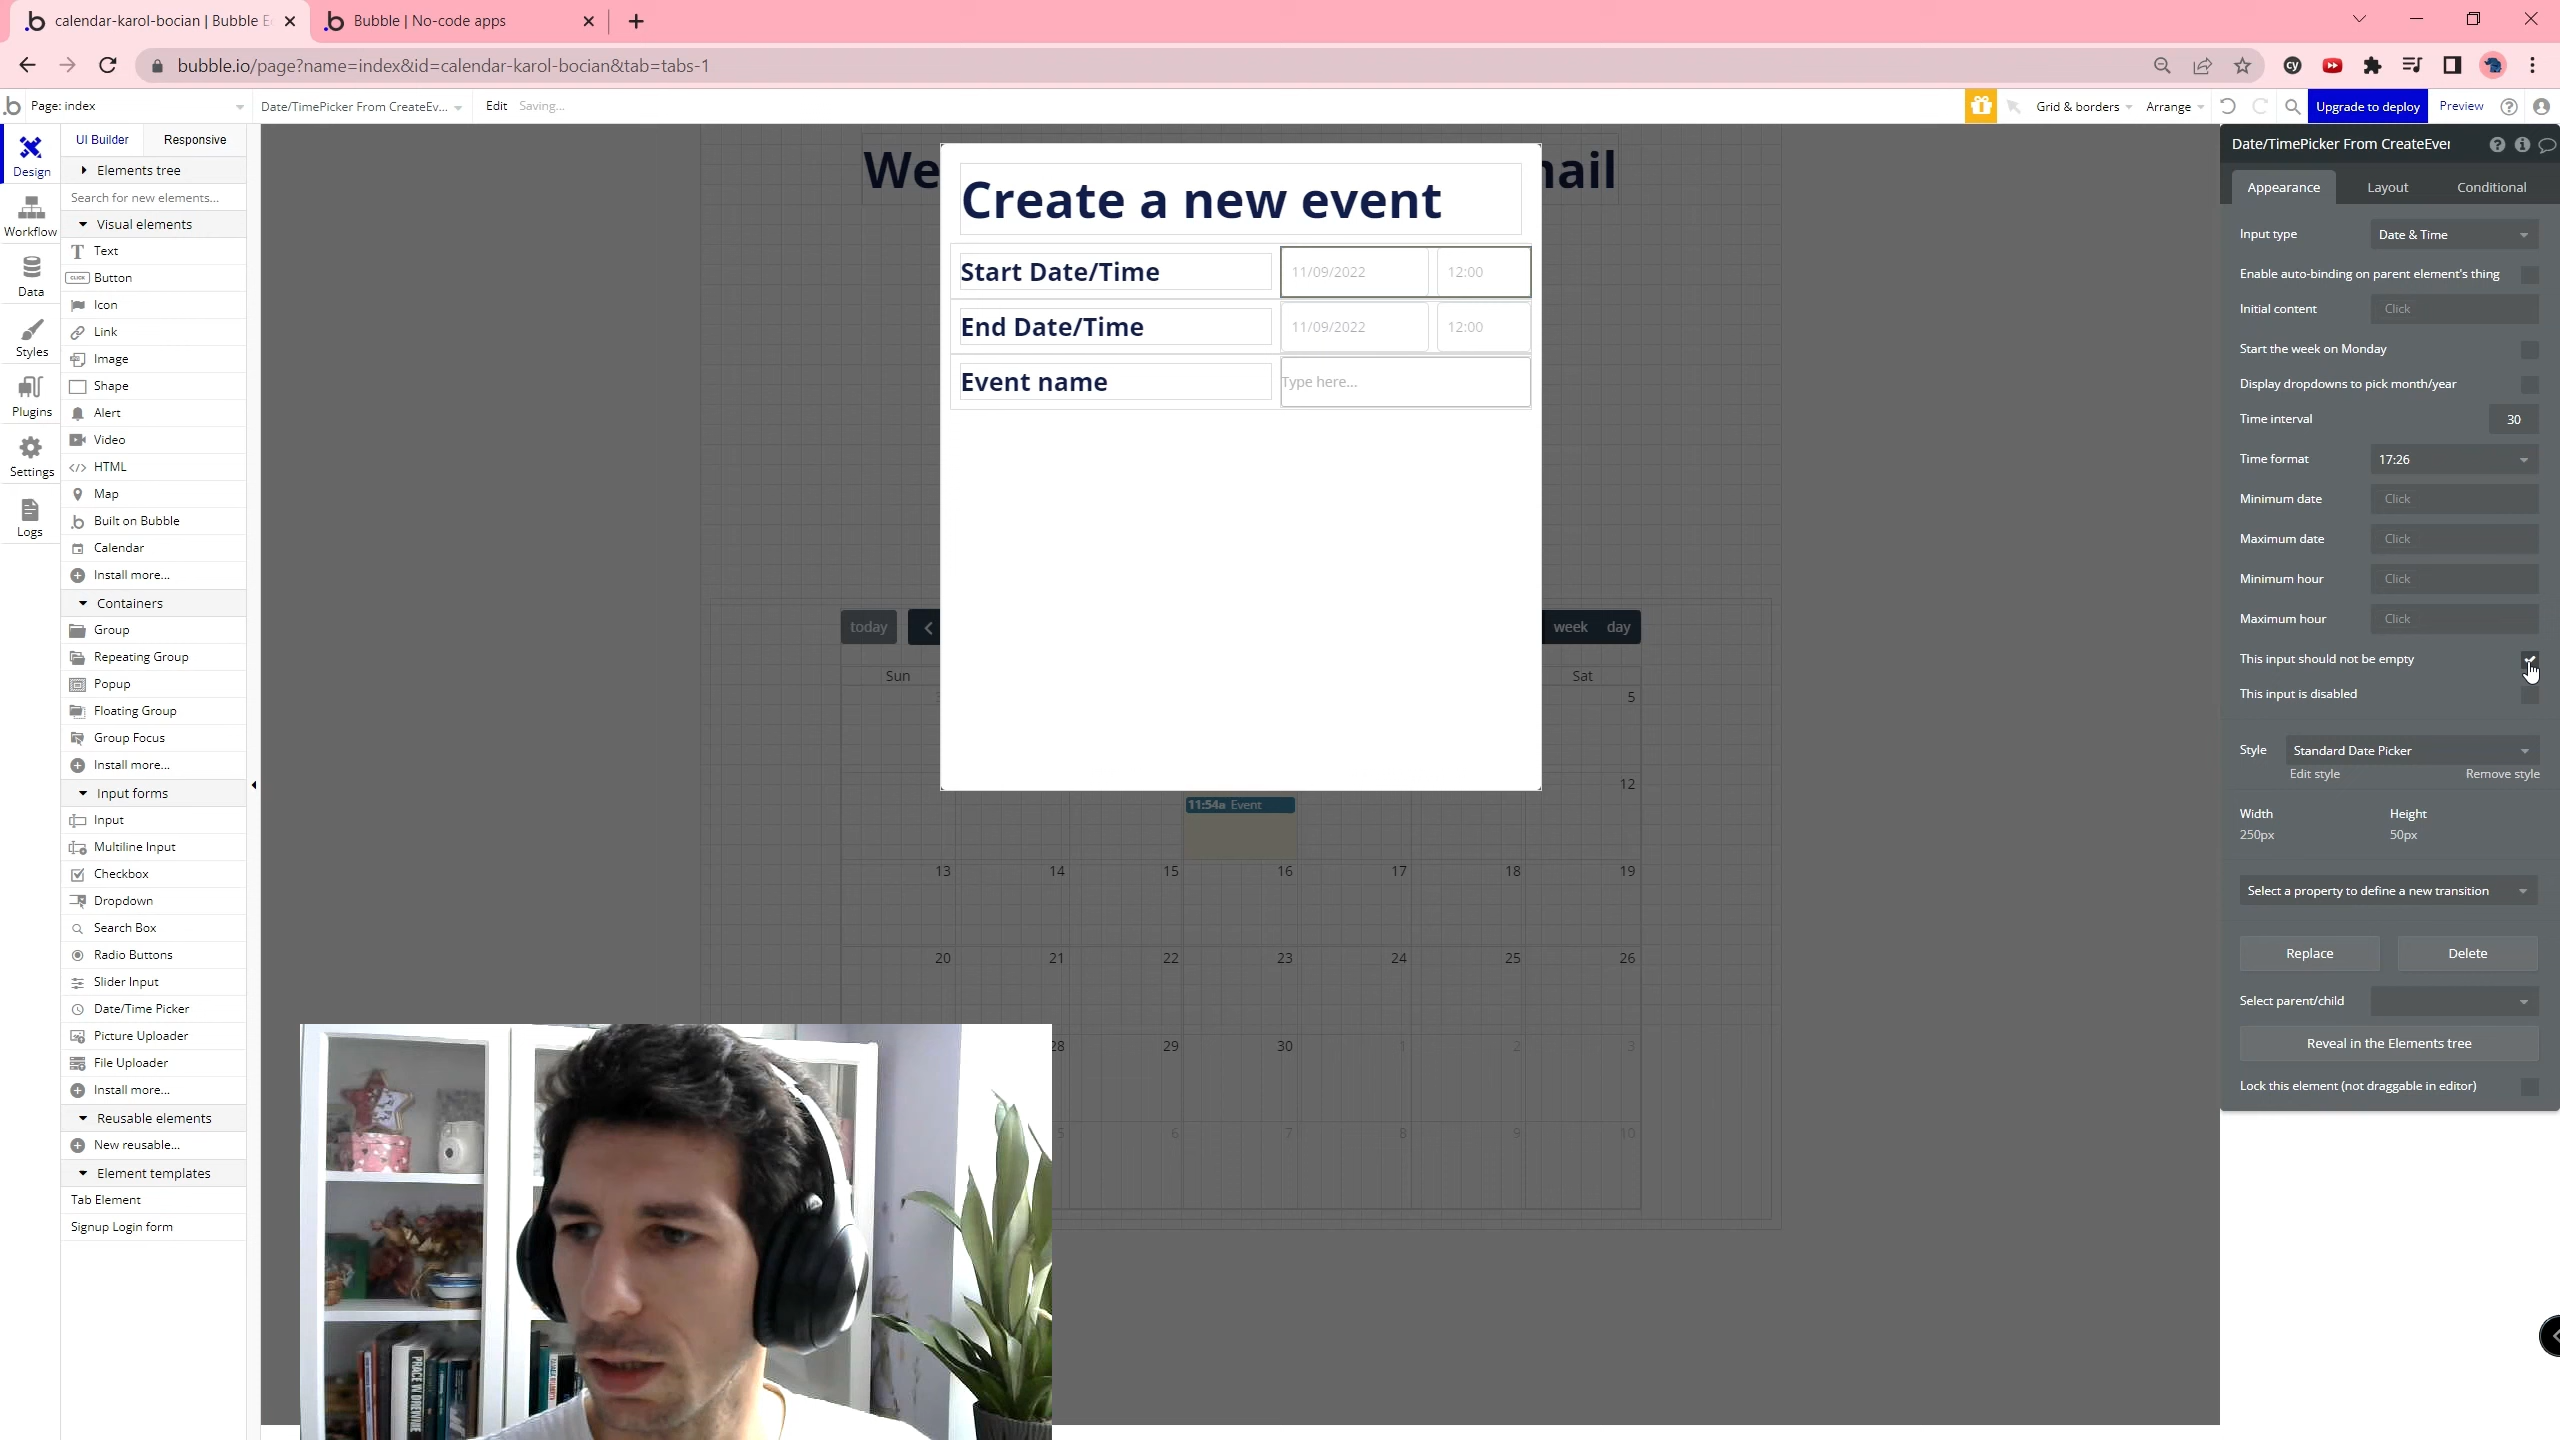 calendar-karol-bocian | Bubble E
Bubble | No-code apps
bubble.io/page?name=index&id=calendar-karol-bocian&tab=tabs-1
Page: index
Date/TimePicker From CreateEv...
Edit
Saving...
Grid & borders
Arrange
Upgrade to deploy
Preview
Design
Workflow
Data
Styles
Plugins
Settings
Logs
UI Builder
Responsive
Elements tree
Search for new elements...
Visual elements
Text
CLICK
Button
Icon
Link
Image
Shape
Alert
Video
HTML
Map
Built on Bubble
Calendar
Install more...
Containers
Group
Repeating Group
Popup
Floating Group
Group Focus
Install more...
Input forms
Input
Multiline Input
Checkbox
Dropdown
Search Box
Radio Buttons
Slider Input
Date/Time Picker
Picture Uploader
File Uploader
Install more...
Reusable elements
New reusable...
Element templates
Tab Element
Signup Login form
We
nail
Create a new event
Start Date/Time
11/09/2022
12:00
End Date/Time
11/09/2022
12:00
Event name
Type here...
today
week
day
Sun
Sat
5
12
11:54a Event
13
14
15
16
17
18
19
20
21
22
23
24
25
26
28
29
30
1
2
3
5
6
7
8
9
10
PRACE W DREWNIE
Date/TimePicker From CreateEver
Appearance
Layout
Conditional
Input type
Date & Time
Enable auto-binding on parent element's thing
Initial content
Click
Start the week on Monday
Display dropdowns to pick month/year
Time interval
30
Time format
17:26
Minimum date
Click
Maximum date
Click
Minimum hour
Click
Maximum hour
Click
This input should not be empty
This input is disabled
Style
Standard Date Picker
Edit style
Remove style
Width
Height
250px
50px
Select a property to define a new transition
Replace
Delete
Select parent/child
Reveal in the Elements tree
Lock this element (not draggable in editor)